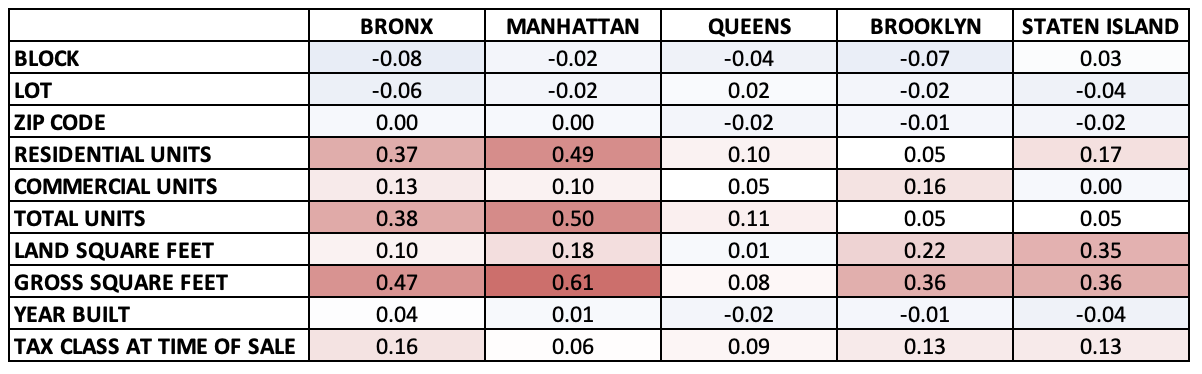 BRONX MANHATTAN QUEENS BROOKLYN STATEN ISLAND
BLOCK -0.08 -0.02 -0.04 -0.07 0.03
LOT -0.06 -0.02 0.02 -0.02 -0.04
ZIP CODE 0.00 0.00 -0.02 -0.01 -0.02
RESIDENTIAL UNITS 0.37 0.49 0.10 0.05 0.17
COMMERCIAL UNITS 0.13 0.10 0.05 0.16 0.00
TOTAL UNITS 0.38 0.50 0.11 0.05 0.05
LAND SQUARE FEET 0.10 0.18 0.01 0.22 0.35
GROSS SQUARE FEET 0.47 0.61 0.08 0.36 0.36
YEAR BUILT 0.04 0.01 -0.02 -0.01 -0.04
TAX CLASS AT TIME OF SALE 0.16 0.06 0.09 0.13 0.13